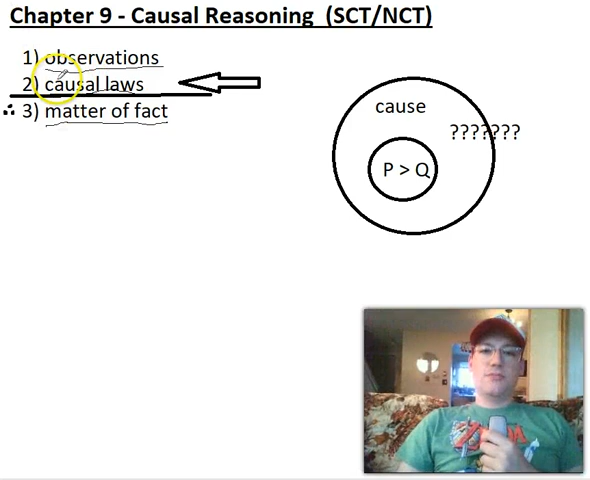 Chapter 9 - Causal Reasoning (SCT/NCT)
1) observations
2) causal laws
∴ 3) matter of fact
cause
???????
P > Q